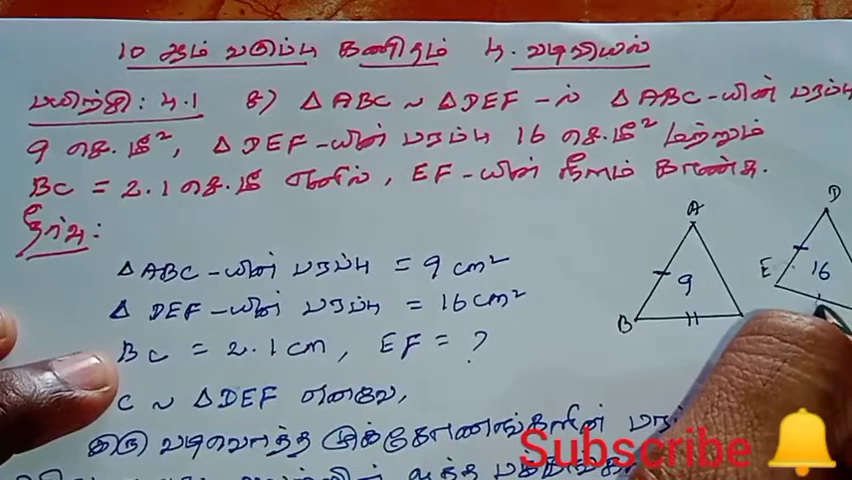 10 ஆம் வகுப்பு கணிதம் 4. வடிவியல்
பயிற்சி: 4.1 8) △ABC ~ △DEF -ல் △ABC-யின் பரப்பு
9 செ.மீ², △DEF-யின் பரப்பு 16 செ.மீ² மற்றும்
BC = 2.1 செ.மீ எனில், EF-யின் நீளம் காண்க.
தீர்வு:
△ABC-யின் பரப்பு = 9 cm²
△DEF-யின் பரப்பு = 16 cm²
BC = 2.1 cm, EF = ?
C ~ △DEF எனவே,
இரு வடிவொத்த முக்கோணங்களின்
A
9
B
D
E
16
Subscribe